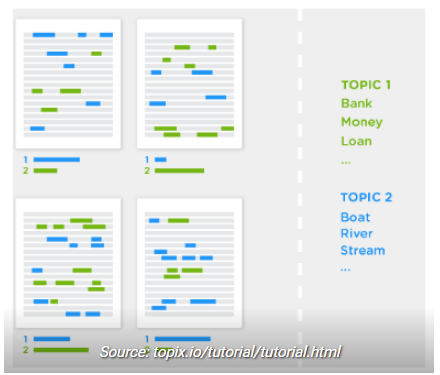 1
2
1
2
TOPIC 1
Bank
Money
Loan
...
TOPIC 2
Boat
River
Stream
...
1
2
1
2
Source: topix.io/tutorial/tutorial.html